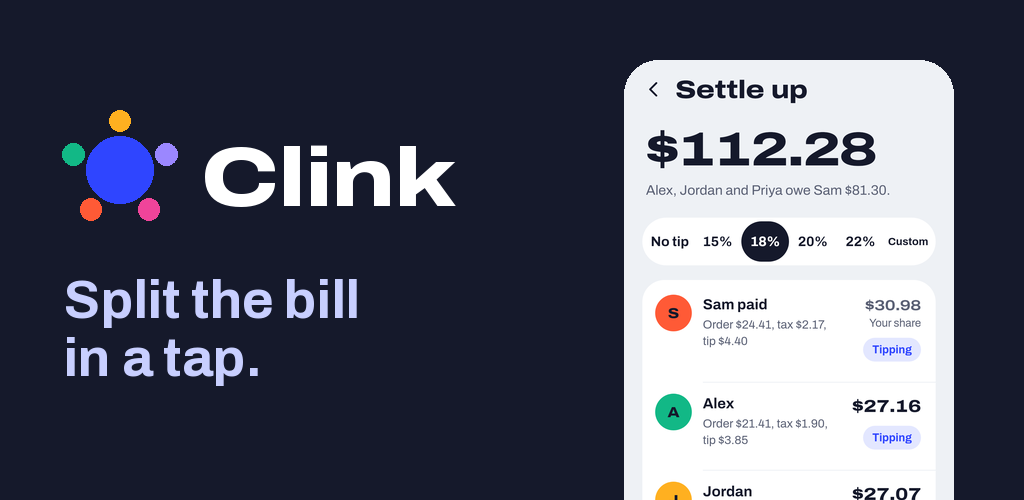 Clink
Split the bill
in a tap.
Settle up
$112.28
Alex, Jordan and Priya owe Sam $81.30.
No tip 15% 18% 20% 22% Custom
S
Sam paid
Order $24.41, tax $2.17,
tip $4.40
$30.98
Your share
Tipping
A
Alex
Order $21.41, tax $1.90,
tip $3.85
$27.16
Tipping
Jordan
$27.07